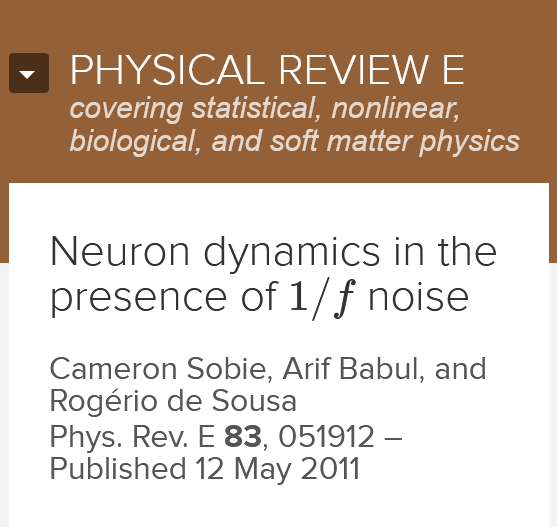 PHYSICAL REVIEW E
covering statistical, nonlinear,
biological, and soft matter physics
Neuron dynamics in the
presence of 1/f noise
Cameron Sobie, Arif Babul, and
Rogério de Sousa
Phys. Rev. E 83, 051912 –
Published 12 May 2011